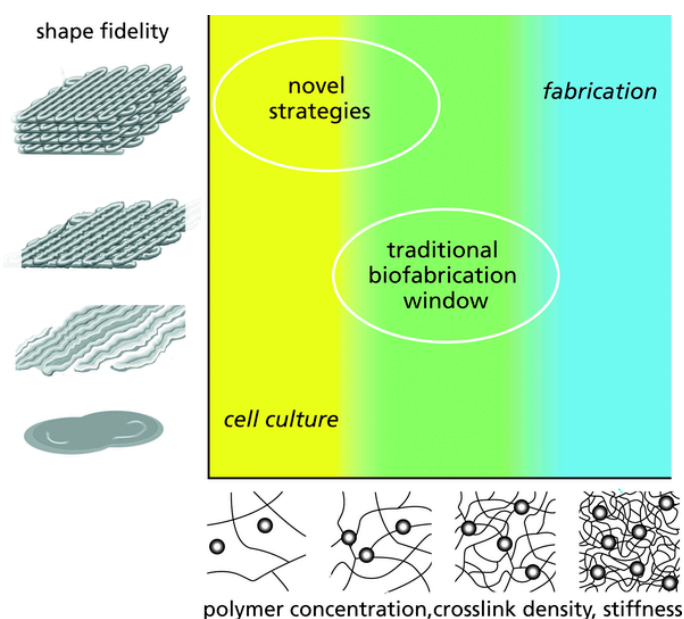 shape fidelity
novel
strategies
fabrication
traditional
biofabrication
window
cell culture
polymer concentration,crosslink density, stiffness